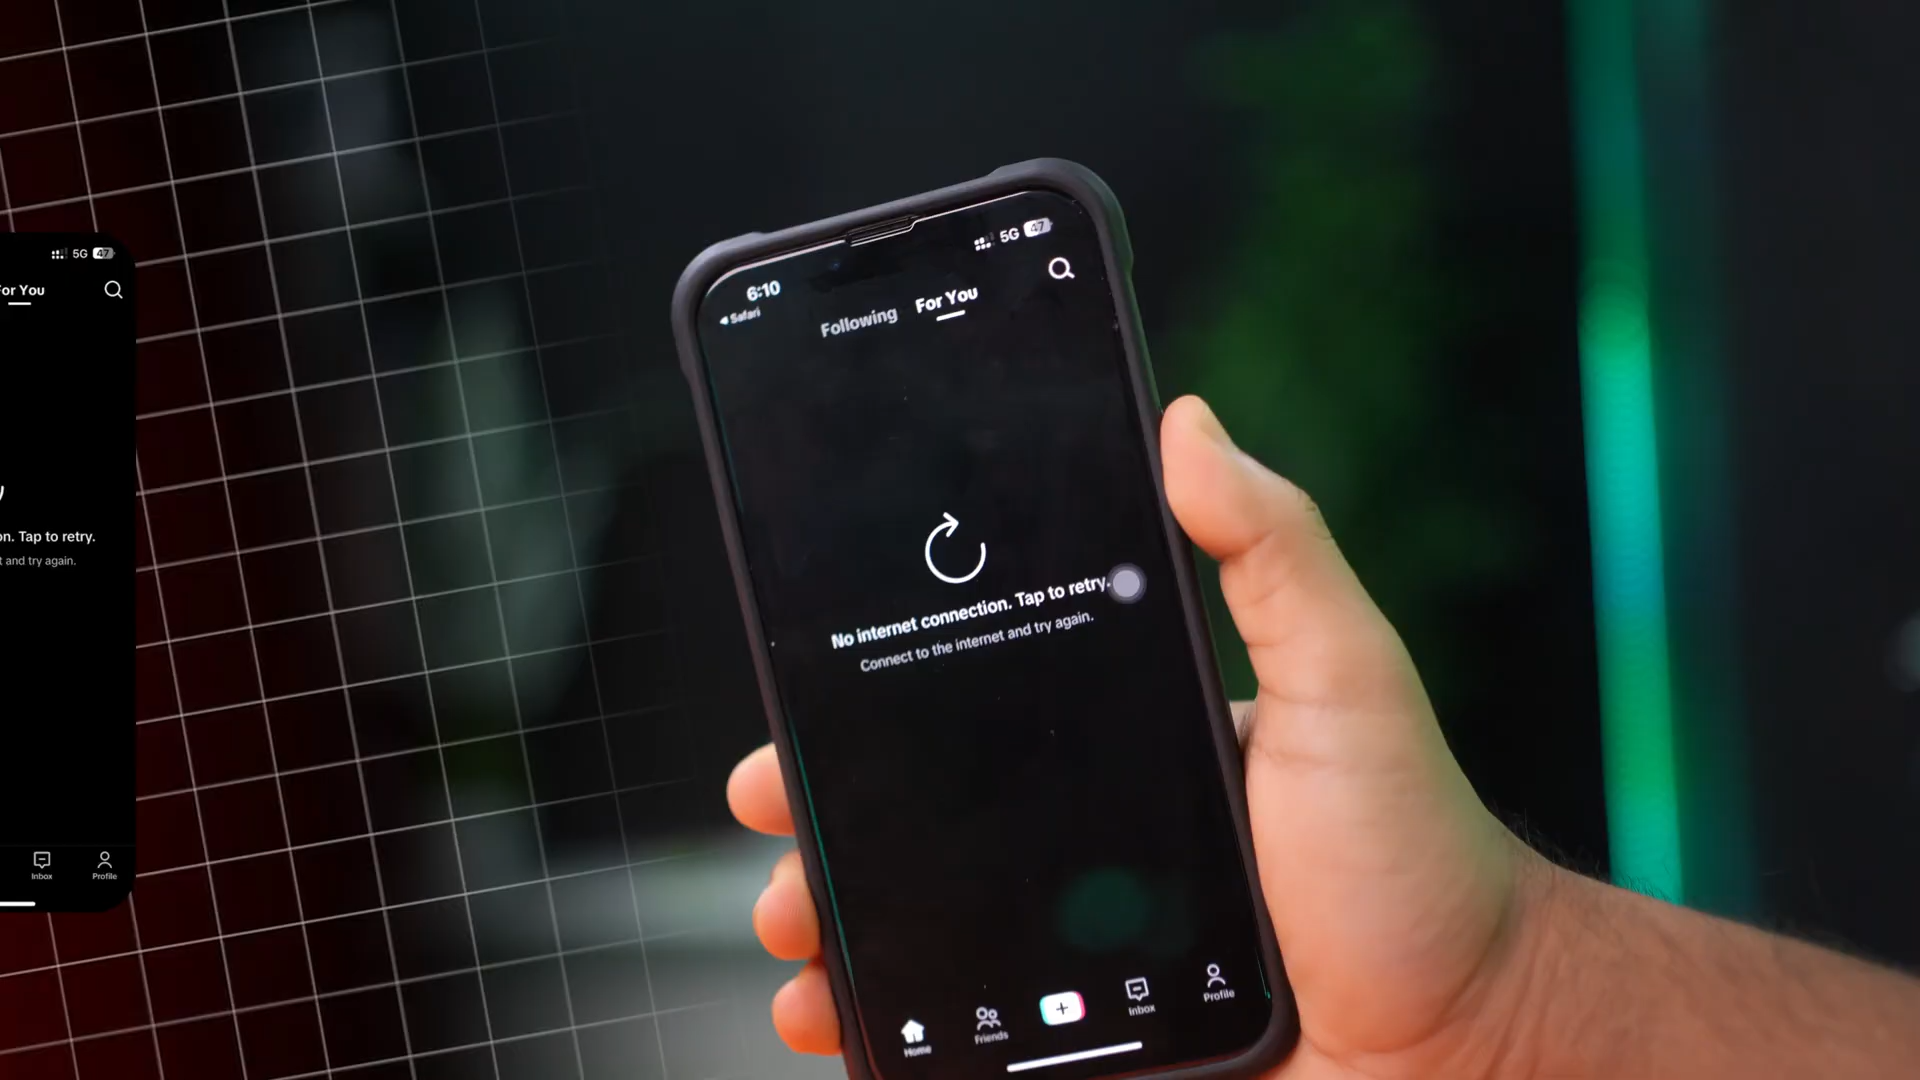 5G 47
For You
on. Tap to retry.
t and try again.
Inbox
Profile
5G 47
6:10
Safari
Following
For You
No internet connection. Tap to retry.
Connect to the internet and try again.
Home
Friends
Inbox
Profile